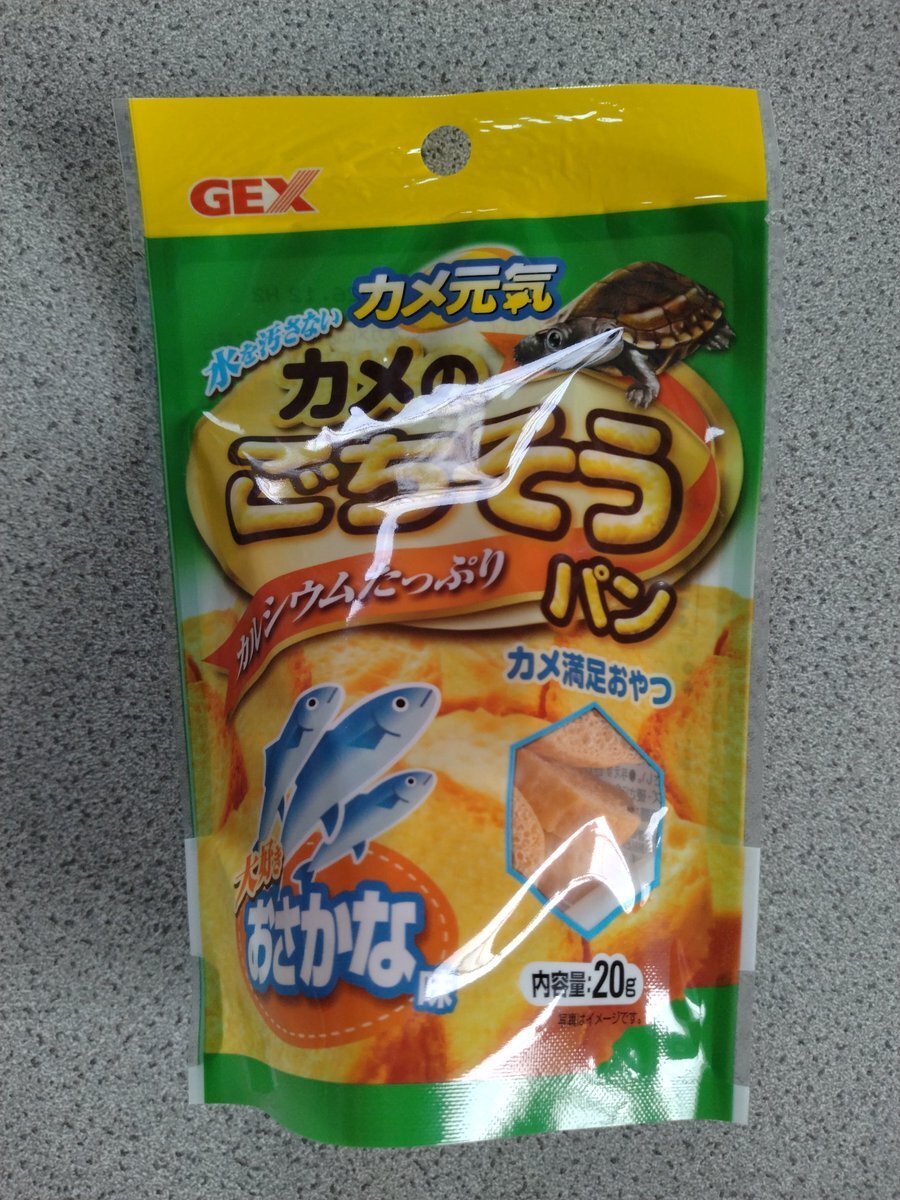 GEX
カメ元気
水を汚さない
カメの
ごちそう
パン
カルシウムたっぷり
カメ満足おやつ
大好き
おさかな
味
内容量:20g
写真はイメージです。